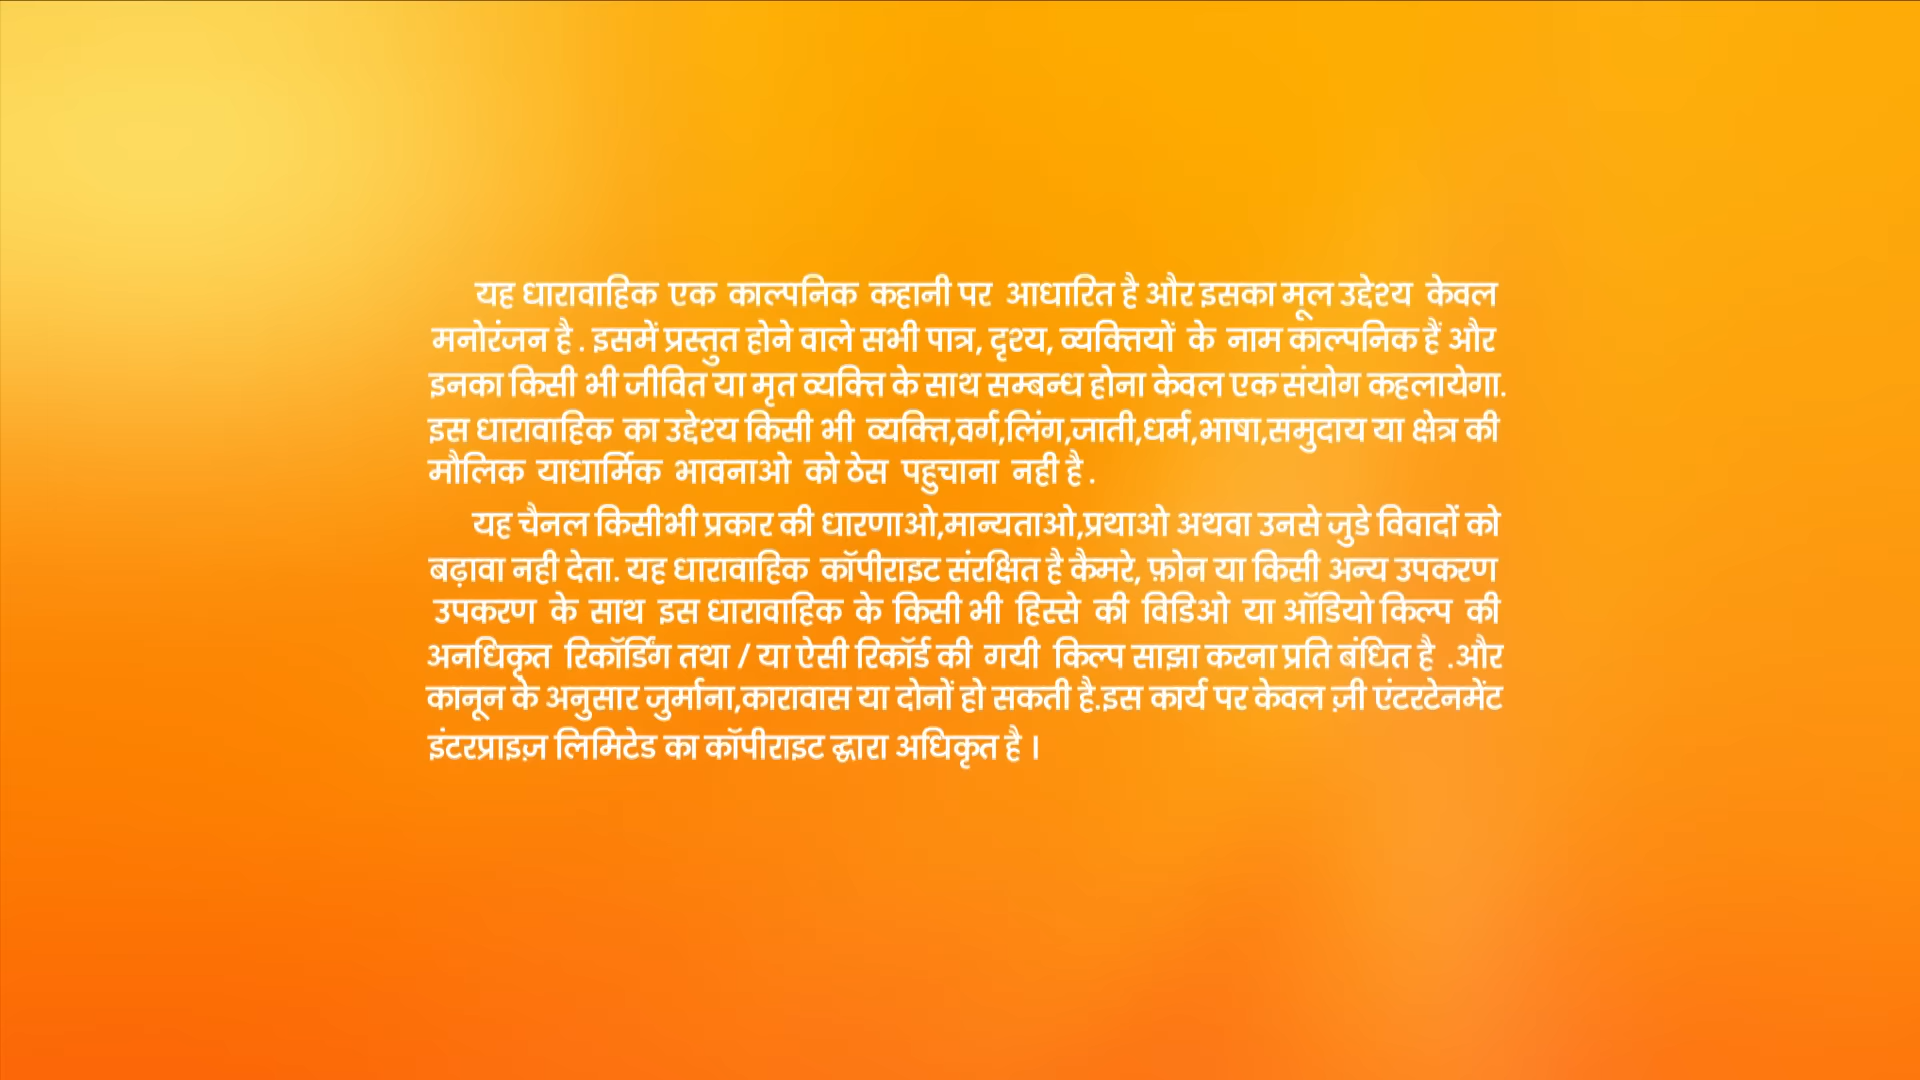 यह धारावाहिक एक काल्पनिक कहानी पर आधारित है और इसका मूल उद्देश्य केवल
मनोरंजन है . इसमें प्रस्तुत होने वाले सभी पात्र, दृश्य, व्यक्तियों के नाम काल्पनिक हैं और
इनका किसी भी जीवित या मृत व्यक्ति के साथ सम्बन्ध होना केवल एक संयोग कहलायेगा.
इस धारावाहिक का उद्देश्य किसी भी व्यक्ति,वर्ग,लिंग,जाती,धर्म,भाषा,समुदाय या क्षेत्र की
मौलिक याधार्मिक भावनाओ को ठेस पहुचाना नही है .
यह चैनल किसीभी प्रकार की धारणाओ,मान्यताओ,प्रथाओ अथवा उनसे जुडे विवादों को
बढ़ावा नही देता. यह धारावाहिक कॉपीराइट संरक्षित है कैमरे, फ़ोन या किसी अन्य उपकरण
उपकरण के साथ इस धारावाहिक के किसी भी हिस्से की विडिओ या ऑडियो किल्प की
अनधिकृत रिकॉर्डिंग तथा / या ऐसी रिकॉर्ड की गयी किल्प साझा करना प्रति बंधित है .और
कानून के अनुसार जुर्माना,कारावास या दोनों हो सकती है.इस कार्य पर केवल ज़ी एंटरटेनमेंट
इंटरप्राइज़ लिमिटेड का कॉपीराइट द्धारा अधिकृत है ।